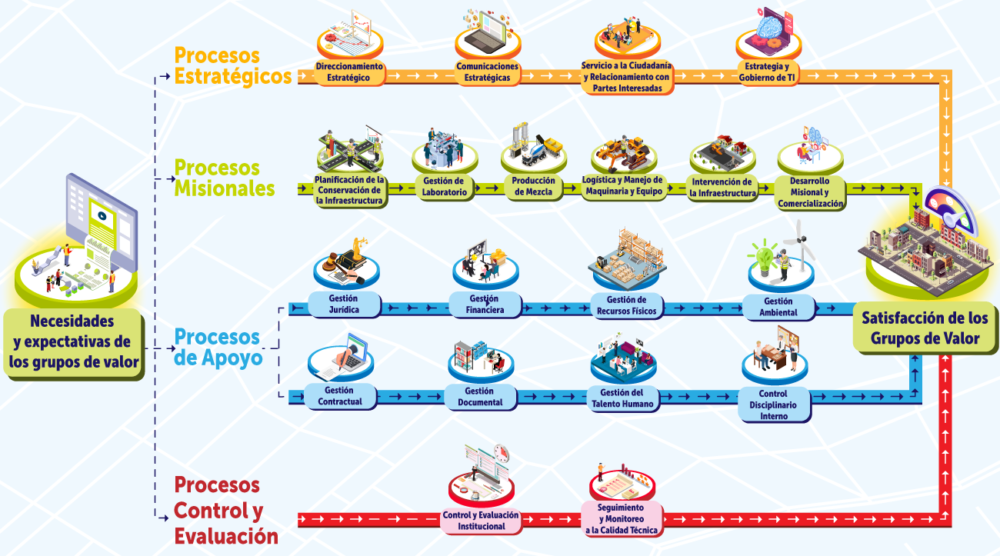 Procesos
Estratégicos
Direccionamiento
Estratégico
Comunicaciones
Estratégicas
Servicio a la Ciudadanía
y Relacionamiento con
Partes Interesadas
Estrategia y
Gobierno de TI
Procesos
Misionales
Planificación de la
Conservación de
la Infraestructura
Gestión de
Laboratorio
Producción
de Mezcla
Logística y Manejo de
Maquinaria y Equipo
Intervención de
la Infraestructura
Desarrollo
Misional y
Comercialización
Necesidades
y expectativas de
los grupos de valor
Procesos
de Apoyo
Gestión
Jurídica
Gestión
Financiera
Gestión de
Recursos Físicos
Gestión
Ambiental
Gestión
Contractual
Gestión
Documental
Gestión del
Talento Humano
Control
Disciplinario
Interno
Satisfacción de los
Grupos de Valor
Procesos
Control y
Evaluación
Control y Evaluación
Institucional
Seguimiento
y Monitoreo
a la Calidad Técnica